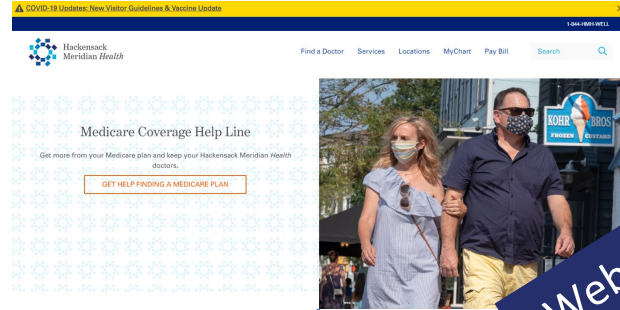 COVID-19 Updates: New Visitor Guidelines & Vaccine Update
1-844-HMH-WELL
Hackensack
Meridian Health
Find a Doctor Services Locations MyChart Pay Bill Search
Medicare Coverage Help Line
Get more from your Medicare plan and keep your Hackensack Meridian Health
doctors.
GET HELP FINDING A MEDICARE PLAN
KOHR BROS
FROZEN CUSTARD
Web